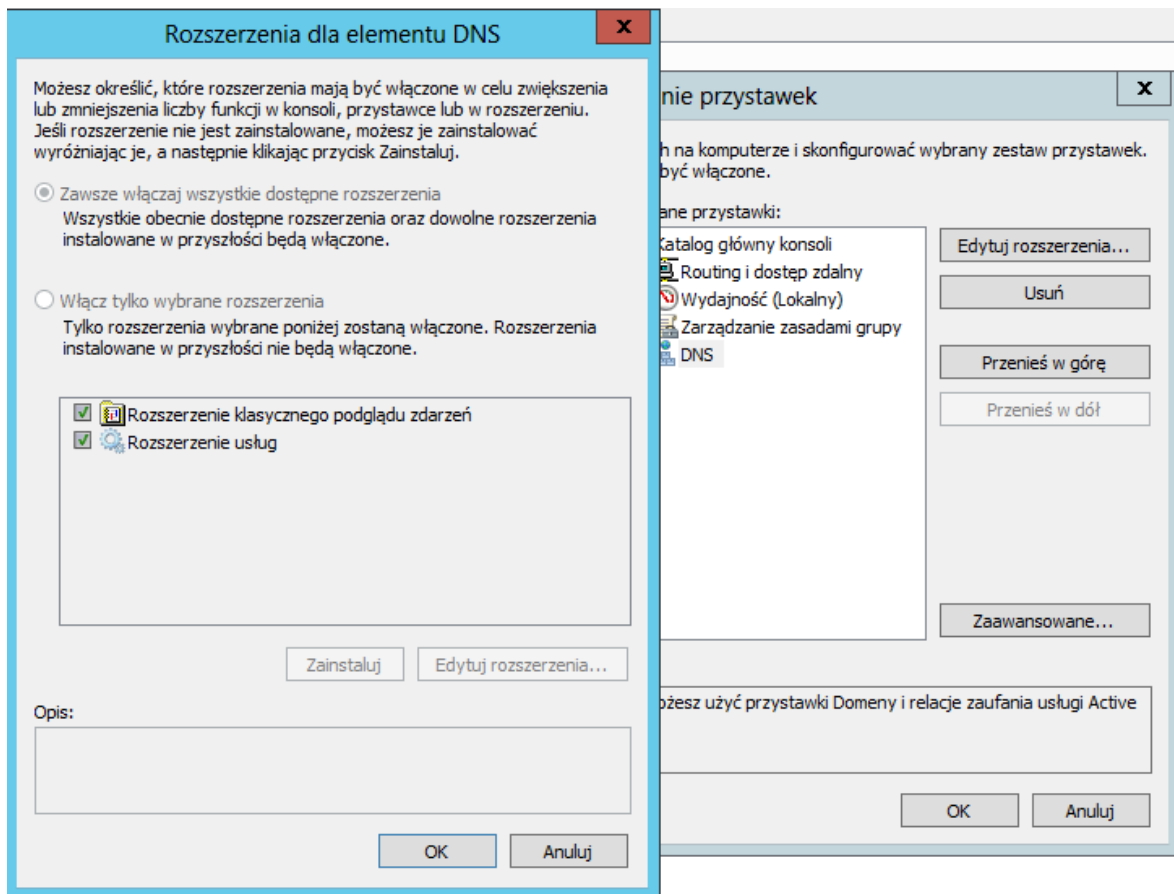 Rozszerzenia dla elementu DNS
x
Możesz określić, które rozszerzenia mają być włączone w celu zwiększenia
lub zmniejszenia liczby funkcji w konsoli, przystawce lub w rozszerzeniu.
Jeśli rozszerzenie nie jest zainstalowane, możesz je zainstalować
wyróżniając je, a następnie klikając przycisk Zainstaluj.
Zawsze włączaj wszystkie dostępne rozszerzenia
Wszystkie obecnie dostępne rozszerzenia oraz dowolne rozszerzenia
instalowane w przyszłości będą włączone.
Włącz tylko wybrane rozszerzenia
Tylko rozszerzenia wybrane poniżej zostaną włączone. Rozszerzenia
instalowane w przyszłości nie będą włączone.
Rozszerzenie klasycznego podglądu zdarzeń
Rozszerzenie usług
Zainstaluj
Edytuj rozszerzenia...
Opis:
OK
Anuluj
nie przystawek
x
h na komputerze i skonfigurować wybrany zestaw przystawek.
być włączone.
ane przystawki:
Katalog główny konsoli
Routing i dostęp zdalny
Wydajność (Lokalny)
Zarządzanie zasadami grupy
DNS
Edytuj rozszerzenia...
Usuń
Przenieś w górę
Przenieś w dół
Zaawansowane...
ożesz użyć przystawki Domeny i relacje zaufania usługi Active
OK
Anuluj